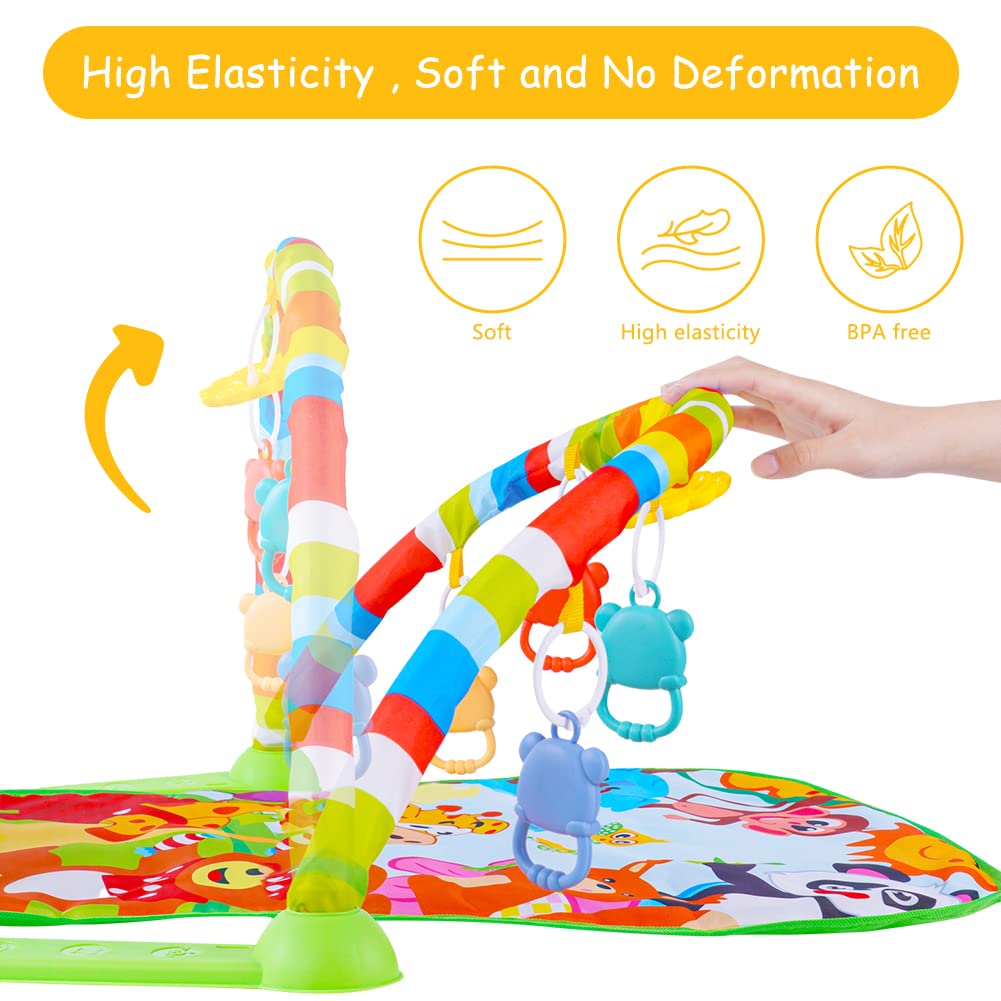 High Elasticity , Soft and No Deformation
Soft
High elasticity
BPA free